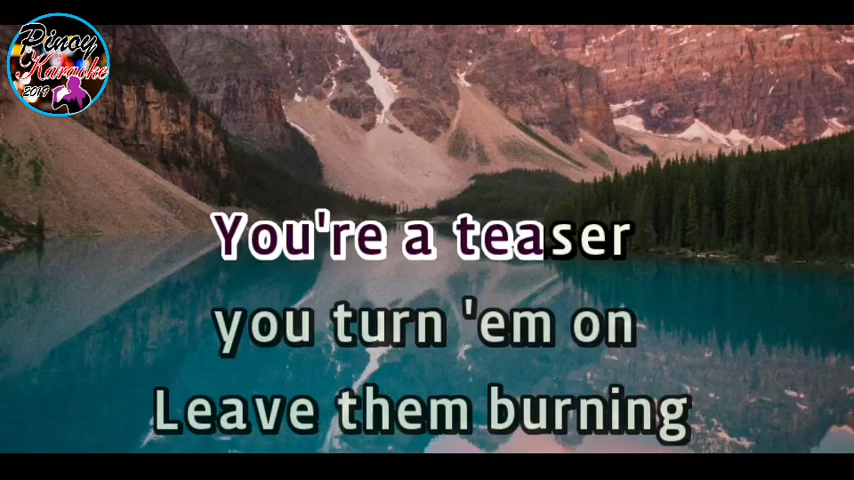 Pinoy
Karaoke
2019
You're a teaser
you turn 'em on
Leave them burning